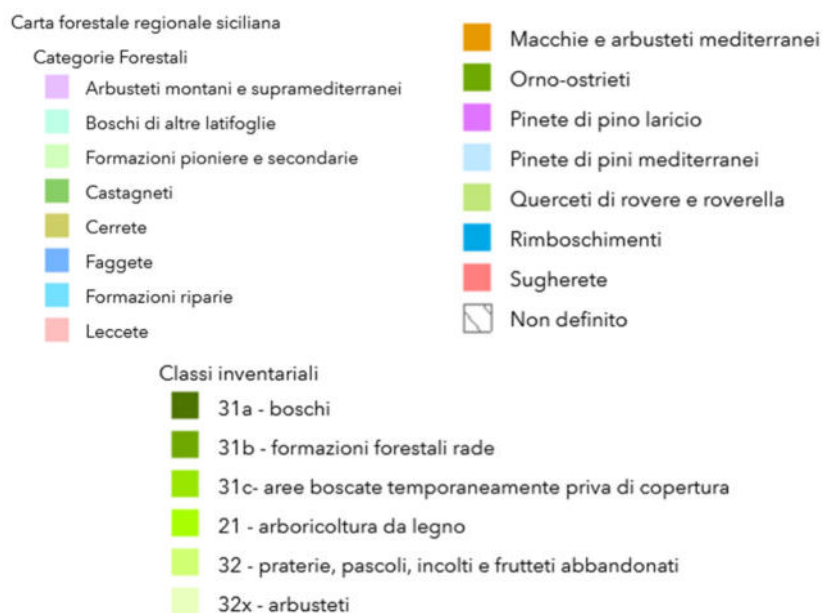 Carta forestale regionale siciliana
Categorie Forestali
Arbusteti montani e supramediterranei
Boschi di altre latifoglie
Formazioni pioniere e secondarie
Castagneti
Cerrete
Faggete
Formazioni riparie
Leccete
Macchie e arbusteti mediterranei
Orno-ostrieti
Pinete di pino laricio
Pinete di pini mediterranei
Querceti di rovere e roverella
Rimboschimenti
Sugherete
Non definito
Classi inventariali
31a - boschi
31b - formazioni forestali rade
31c- aree boscate temporaneamente priva di copertura
21 - arboricoltura da legno
32 - praterie, pascoli, incolti e frutteti abbandonati
32x - arbusteti